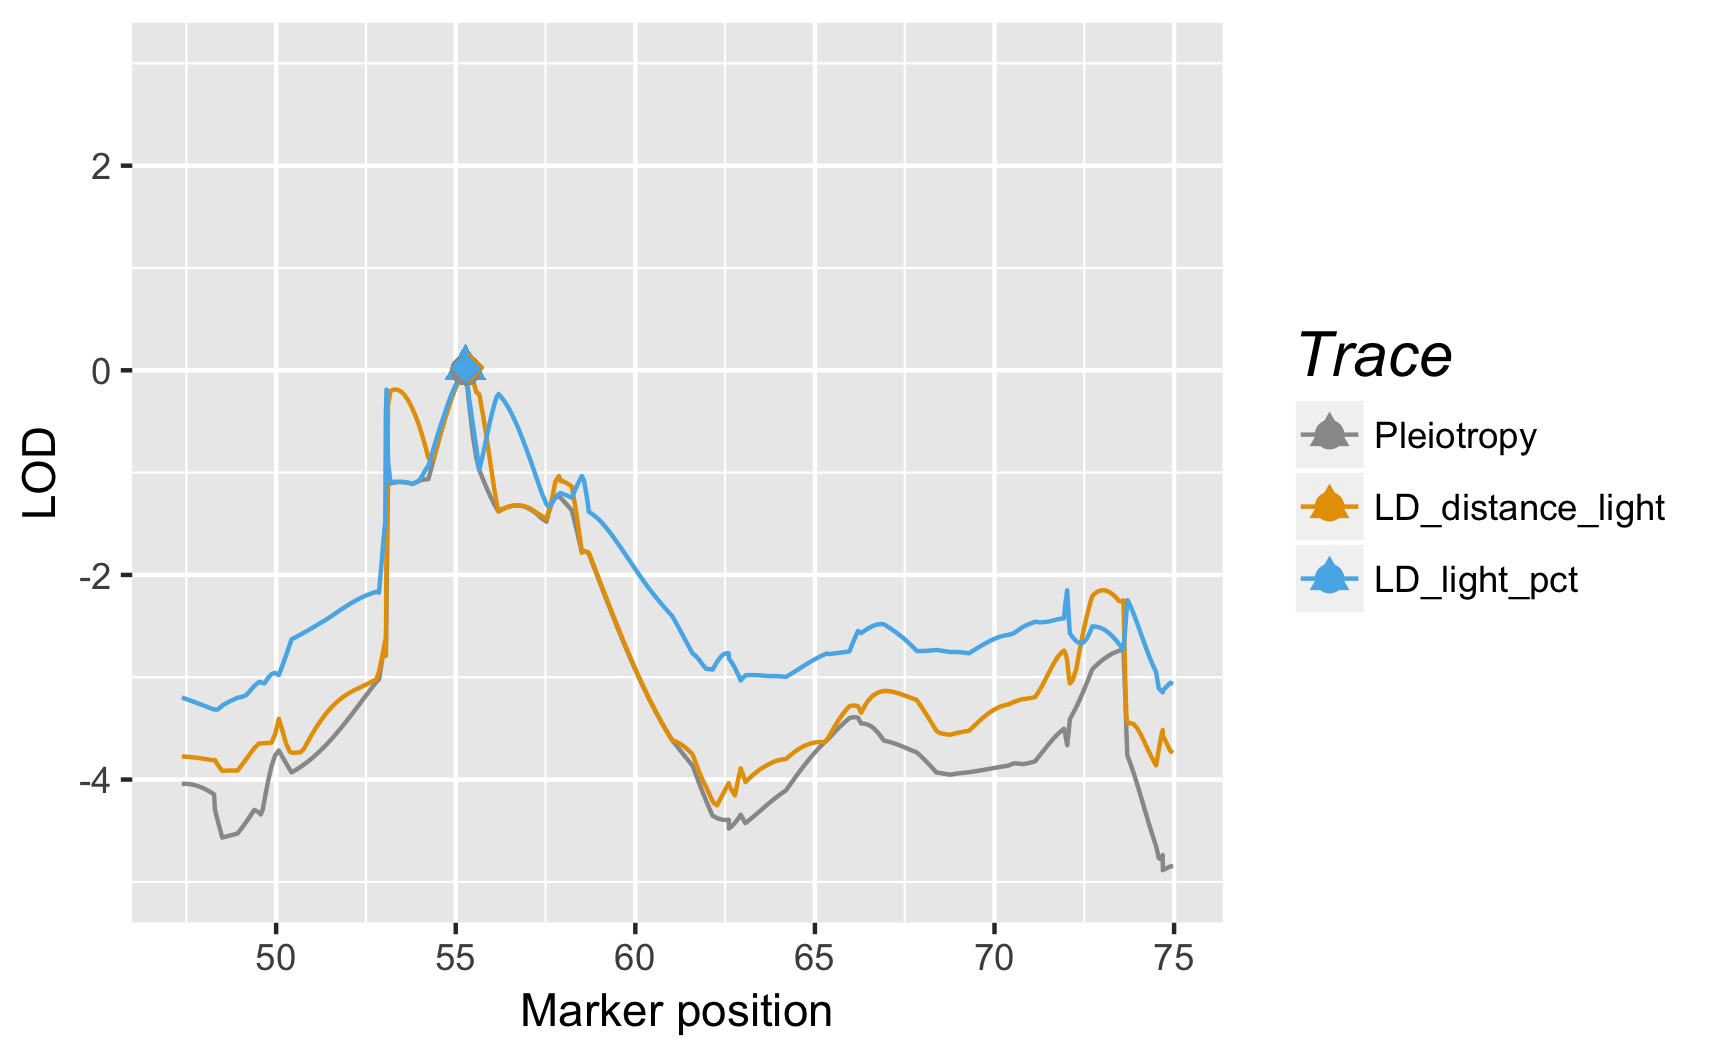 LOD
2
0
-2
-4
50 55 60 65 70 75
Marker position
Trace
Pleiotropy
LD_distance_light
LD_light_pct